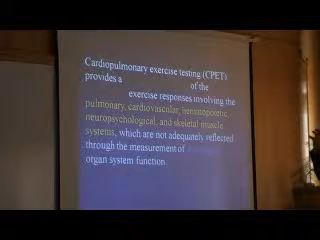 Cardiopulmonary exercise testing (CPET)
provides a of the
exercise responses involving the
pulmonary, cardiovascular, hematopoietic,
neuropsychological, and skeletal muscle
systems, which are not adequately reflected
through the measurement of
organ system function.